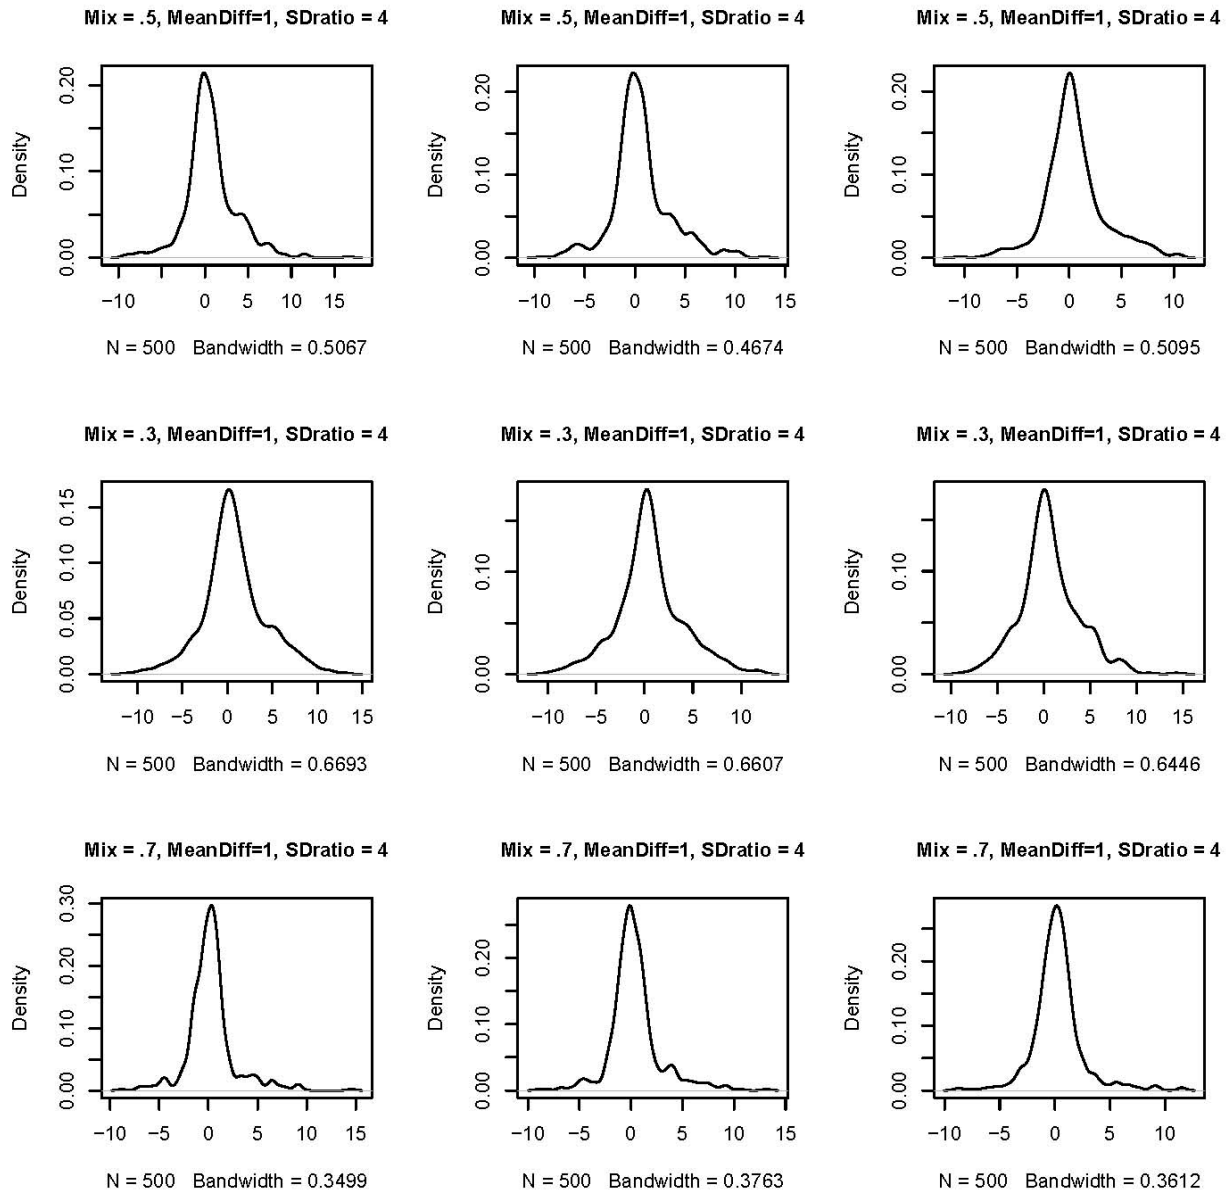 Mix = .5, MeanDiff=1, SDratio = 4
Mix = .5, MeanDiff=1, SDratio = 4
Mix = .5, MeanDiff=1, SDratio = 4
Density
0.20
0.10
0.00
−10 0 5 10 15
N = 500 Bandwidth = 0.5067
Density
0.20
0.10
0.00
−10 −5 0 5 10 15
N = 500 Bandwidth = 0.4674
Density
0.20
0.10
0.00
−10 −5 0 5 10
N = 500 Bandwidth = 0.5095
Mix = .3, MeanDiff=1, SDratio = 4
Mix = .3, MeanDiff=1, SDratio = 4
Mix = .3, MeanDiff=1, SDratio = 4
Density
0.15
0.10
0.05
0.00
−10 −5 0 5 10 15
N = 500 Bandwidth = 0.6693
Density
0.10
0.00
−10 −5 0 5 10
N = 500 Bandwidth = 0.6607
Density
0.10
0.00
−10 −5 0 5 10 15
N = 500 Bandwidth = 0.6446
Mix = .7, MeanDiff=1, SDratio = 4
Mix = .7, MeanDiff=1, SDratio = 4
Mix = .7, MeanDiff=1, SDratio = 4
Density
0.30
0.20
0.10
0.00
−10 −5 0 5 10 15
N = 500 Bandwidth = 0.3499
Density
0.20
0.10
0.00
−10 −5 0 5 10 15
N = 500 Bandwidth = 0.3763
Density
0.20
0.10
0.00
−10 −5 0 5 10
N = 500 Bandwidth = 0.3612